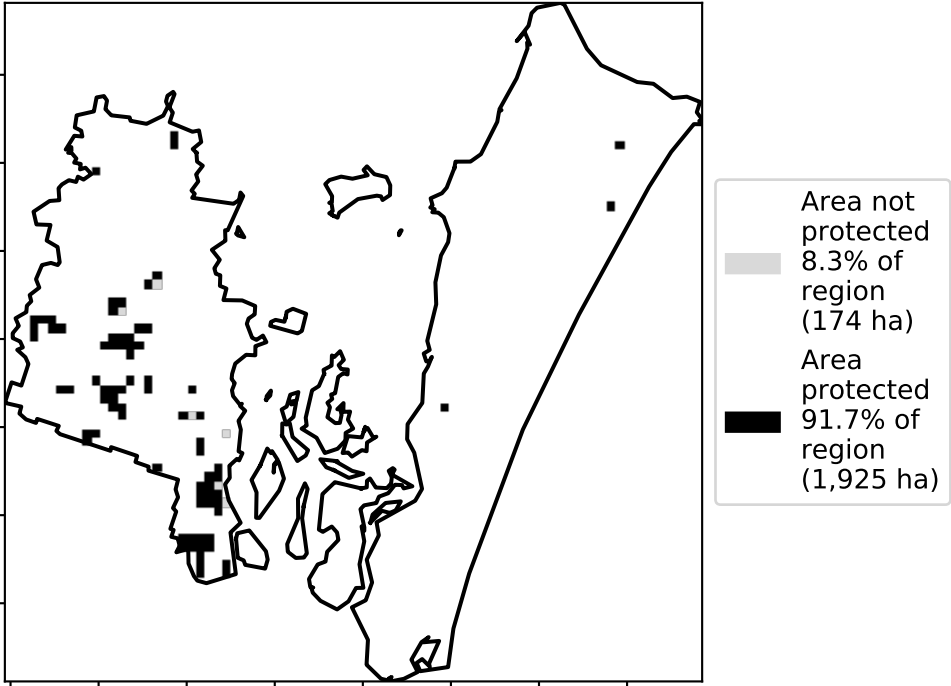 Area not
protected
8.3% of
region
(174 ha)
Area
protected
91.7% of
region
(1,925 ha)